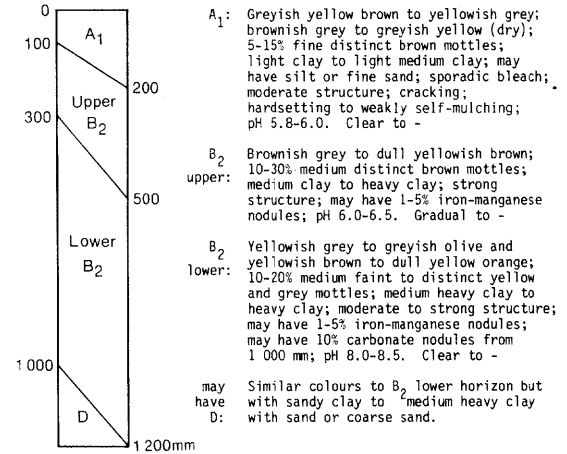 0
A1
100
200
Upper
B2
300
500
Lower
B2
1 000
D
1 200mm
A1: Greyish yellow brown to yellowish grey;
brownish grey to greyish yellow (dry);
5-15% fine distinct brown mottles;
light clay to light medium clay; may
have silt or fine sand; sporadic bleach;
moderate structure; cracking;
hardsetting to weakly self-mulching;
pH 5.8-6.0. Clear to -
B2 Brownish grey to dull yellowish brown;
upper: 10-30% medium distinct brown mottles;
medium clay to heavy clay; strong
structure; may have 1-5% iron-manganese
nodules; pH 6.0-6.5. Gradual to -
B2 Yellowish grey to greyish olive and
lower: yellowish brown to dull yellow orange;
10-20% medium faint to distinct yellow
and grey mottles; medium heavy clay to
heavy clay; moderate to strong structure;
may have 1-5% iron-manganese nodules;
may have 10% carbonate nodules from
1 000 mm; pH 8.0-8.5. Clear to -
may Similar colours to B2 lower horizon but
have with sandy clay to medium heavy clay
D: with sand or coarse sand.